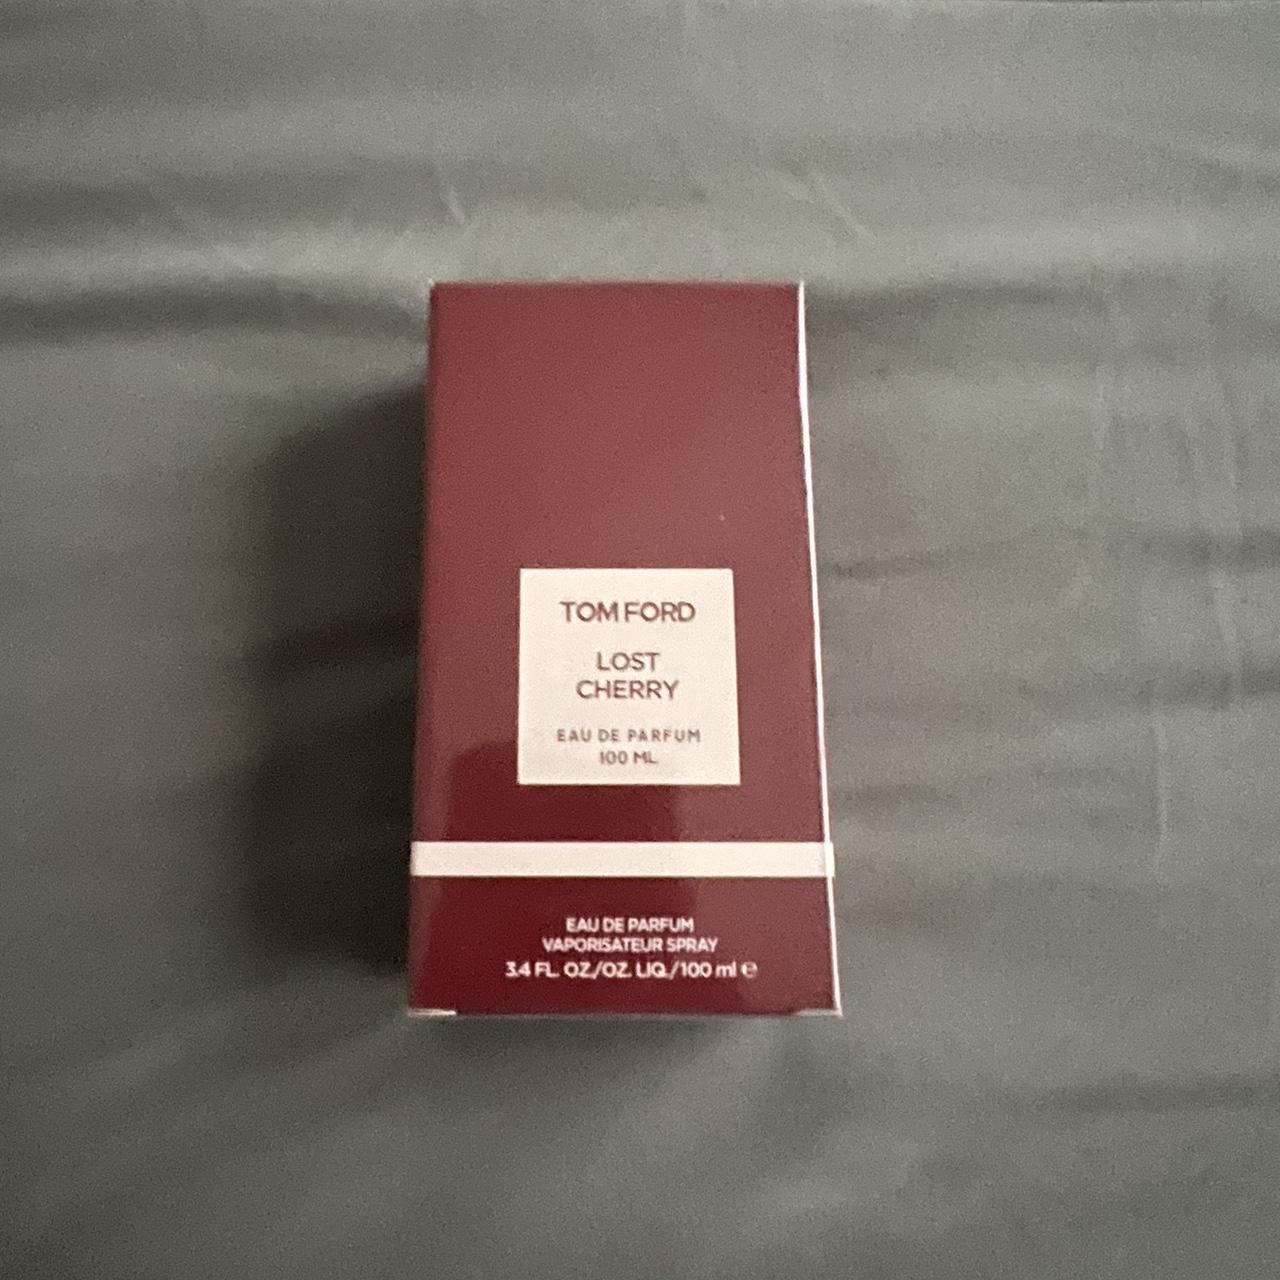 TOM FORD
LOST
CHERRY
EAU DE PARFUM
100 ML
EAU DE PARFUM
VAPORISATEUR SPRAY
3.4 FL. OZ./OZ. LIQ./100 ml ℮